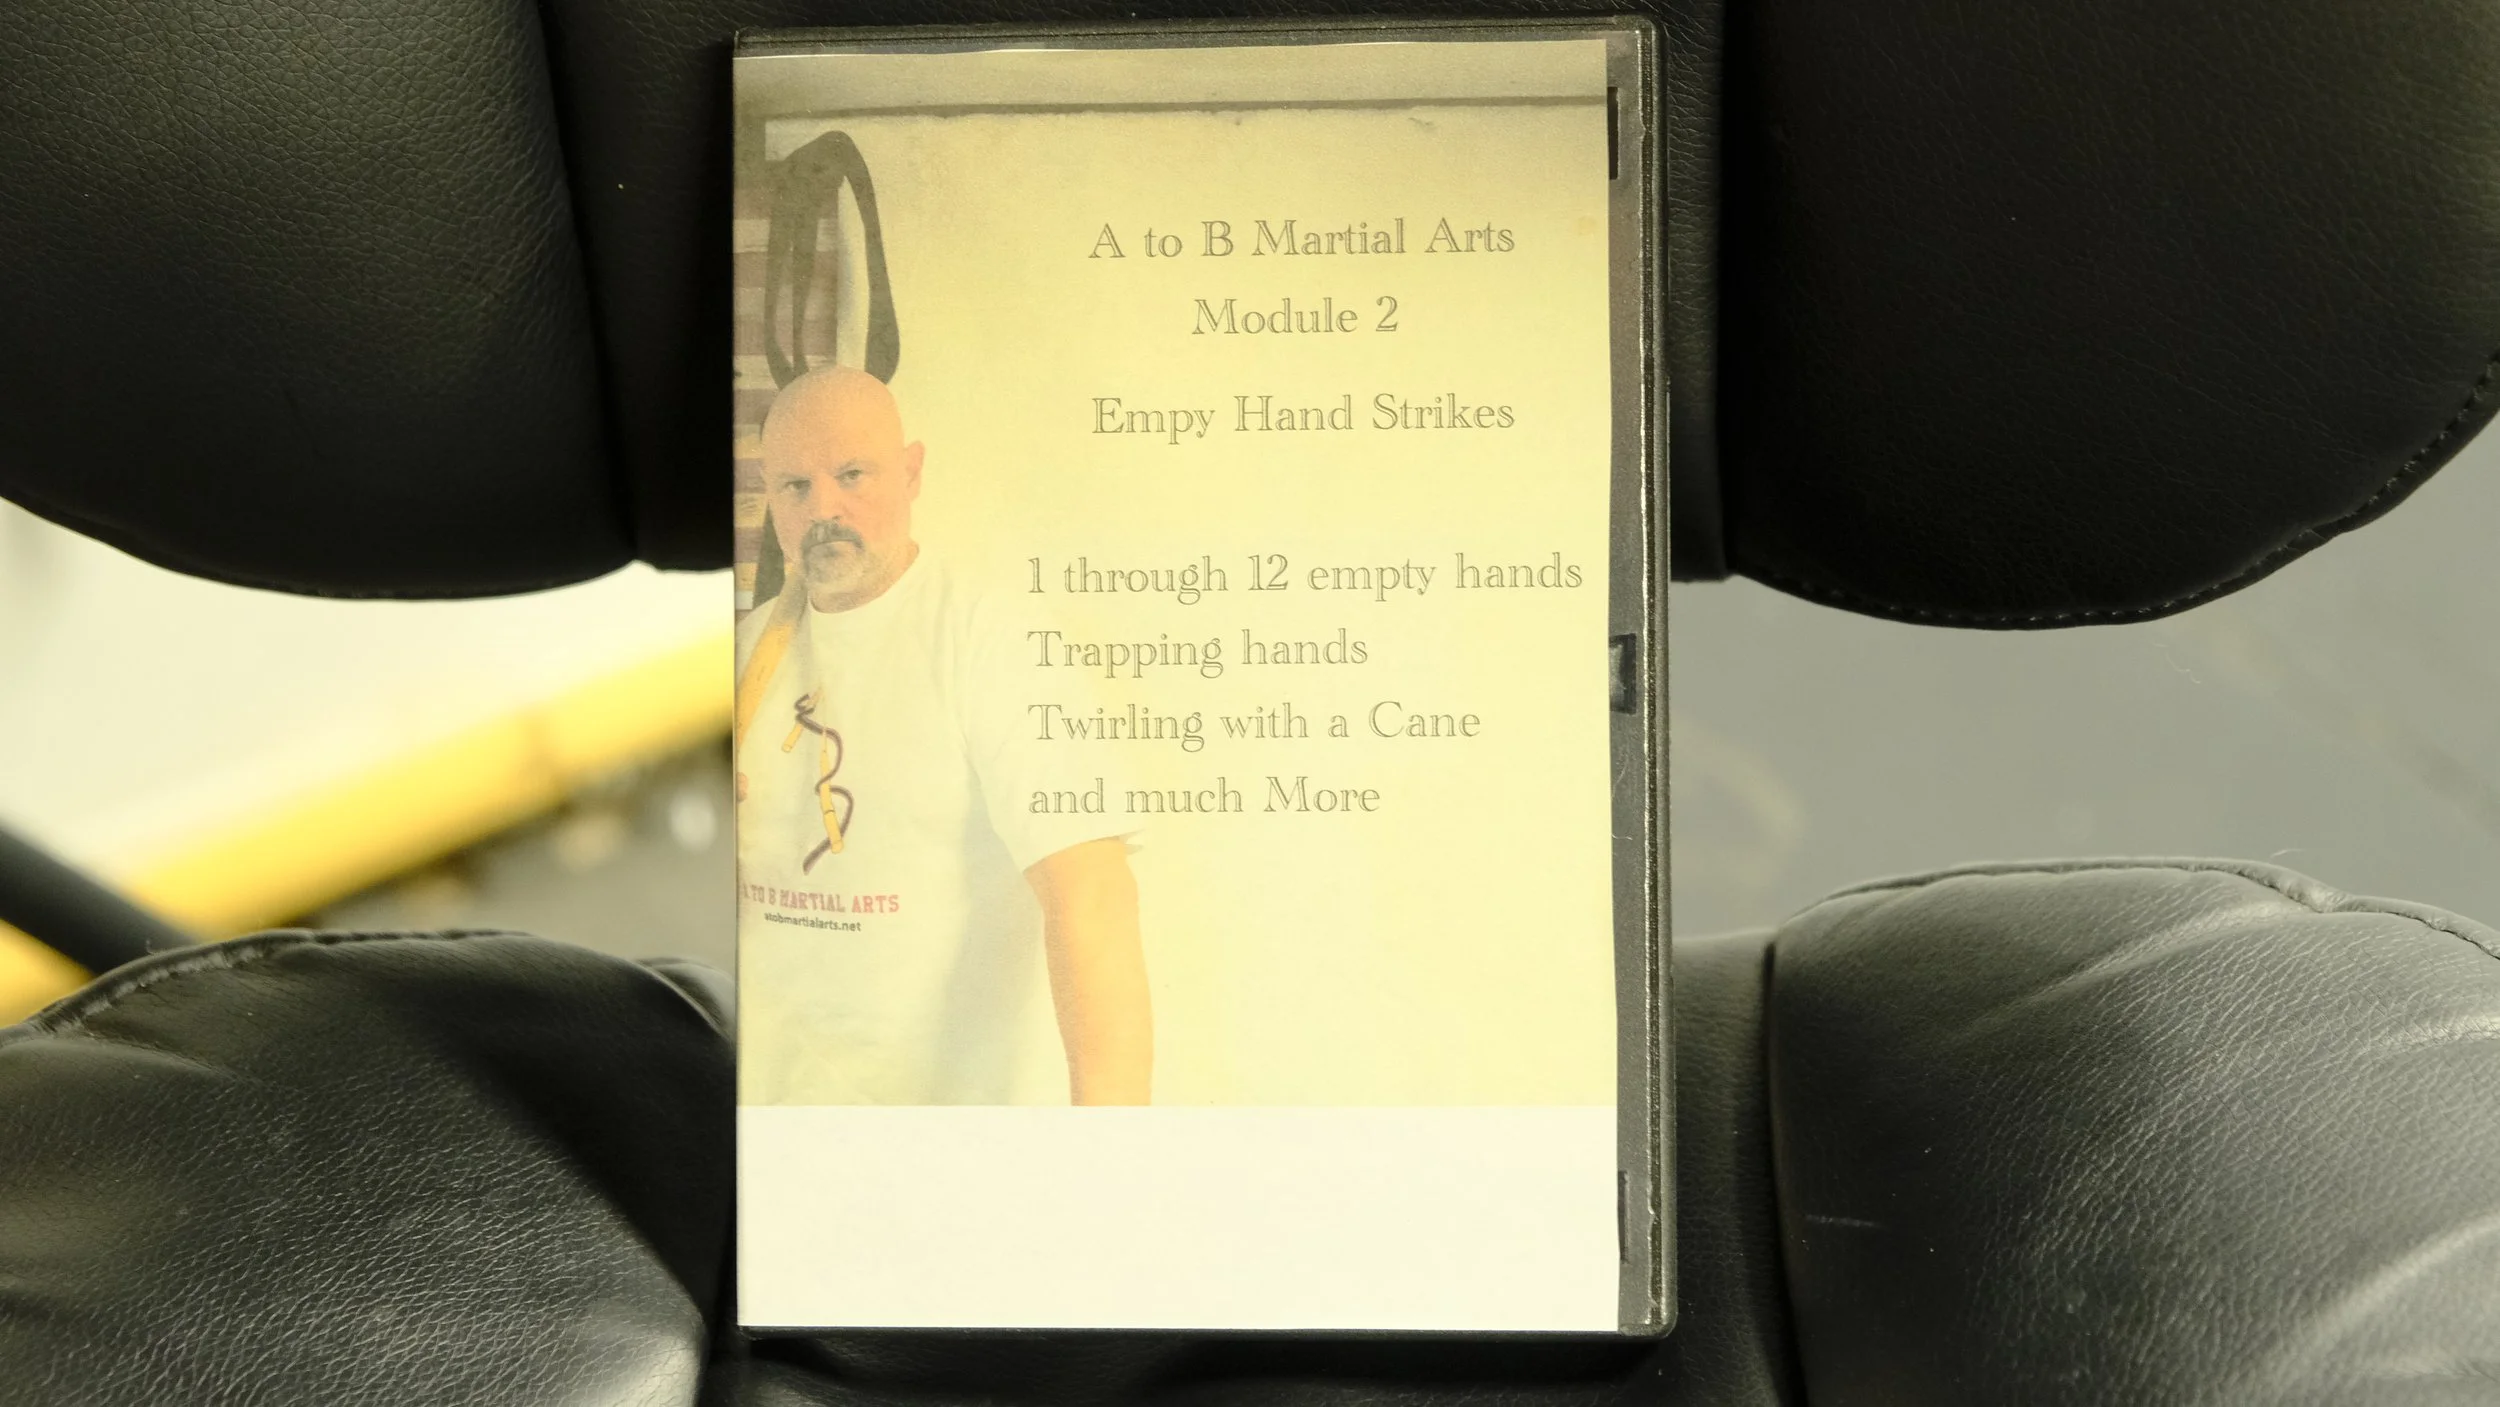 A to B Martial Arts
Module 2
Empy Hand Strikes
1 through 12 empty hands
Trapping hands
Twirling with a Cane
and much More
A TO B MARTIAL ARTS
atobmartialarts.net